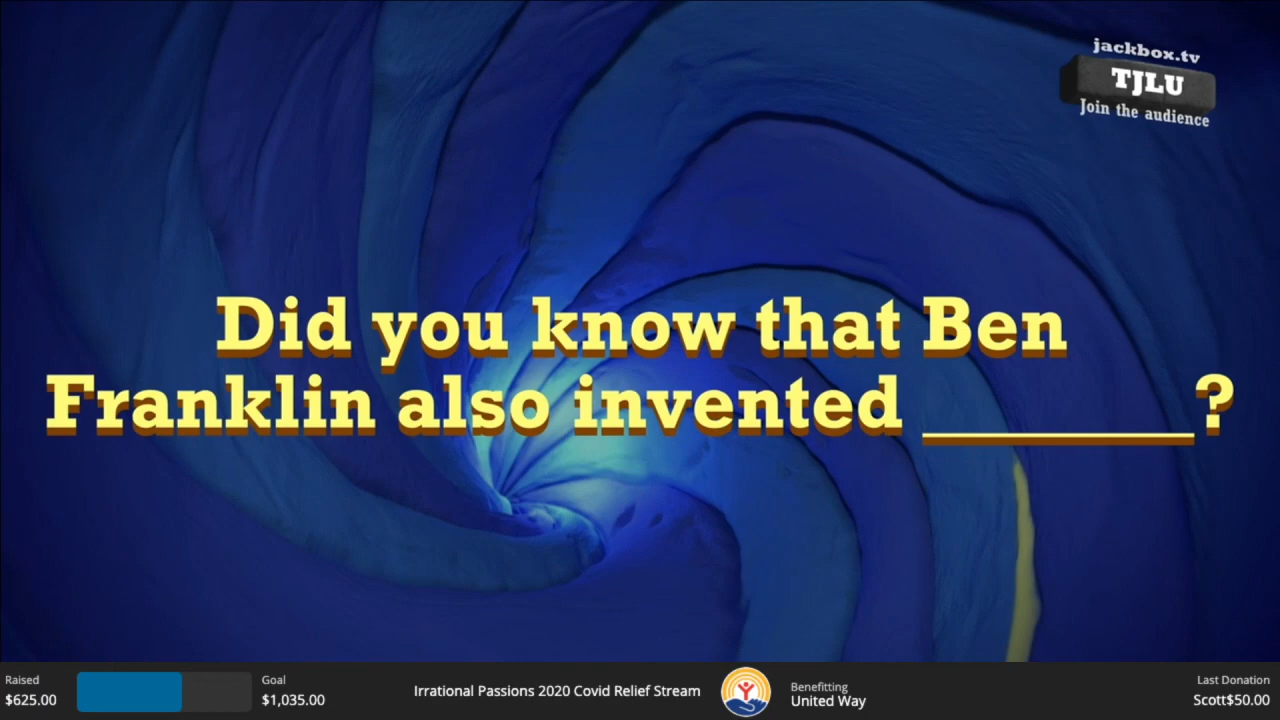 jackbox.tv
TJLU
Join the audience
Did you know that Ben
Franklin also invented ________?
Raised
$625.00
Goal
$1,035.00
Irrational Passions 2020 Covid Relief Stream
Benefitting
United Way
Last Donation
Scott$50.00